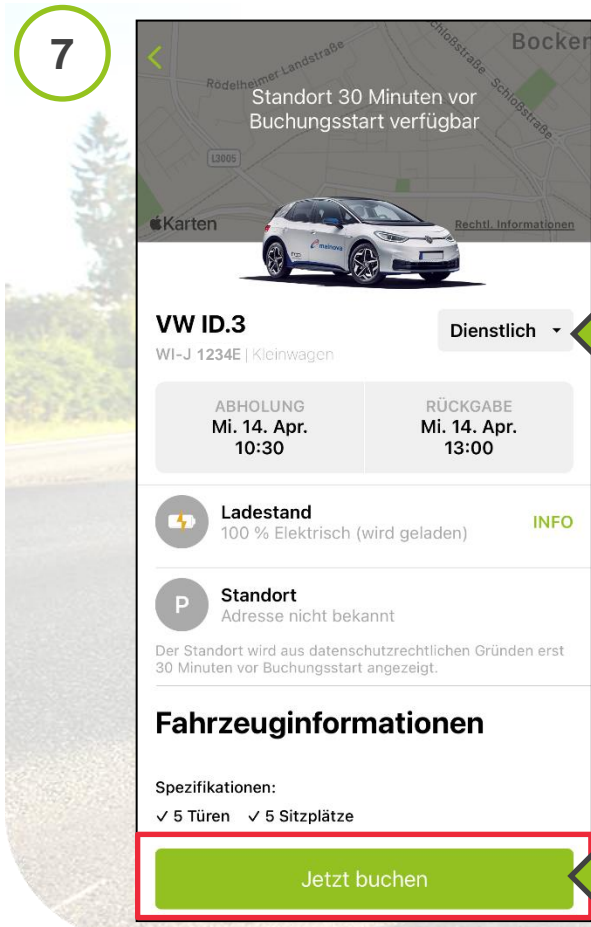 7
Bocken
Rödelheimer Landstraße
Schloßstraße
Schloßstraße
Standort 30 Minuten vor
Buchungsstart verfügbar
L3005
Karten
Rechtl. Informationen
mainova
VW ID.3
Dienstlich
WI-J 1234E | Kleinwagen
ABHOLUNG
Mi. 14. Apr.
10:30
RÜCKGABE
Mi. 14. Apr.
13:00
Ladestand
100 % Elektrisch (wird geladen)
INFO
P
Standort
Adresse nicht bekannt
Der Standort wird aus datenschutzrechtlichen Gründen erst
30 Minuten vor Buchungsstart angezeigt.
Fahrzeuginformationen
Spezifikationen:
✓ 5 Türen ✓ 5 Sitzplätze
Jetzt buchen